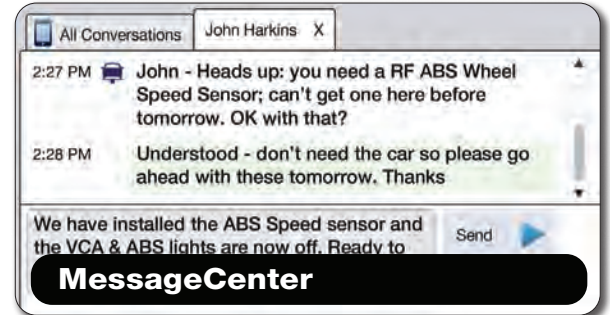 All Conversations
John Harkins X
2:27 PM John - Heads up: you need a RF ABS Wheel
Speed Sensor; can't get one here before
tomorrow. OK with that?
2:28 PM Understood - don't need the car so please go
ahead with these tomorrow. Thanks
We have installed the ABS Speed sensor and
the VCA & ABS lights are now off. Ready to
Send
MessageCenter